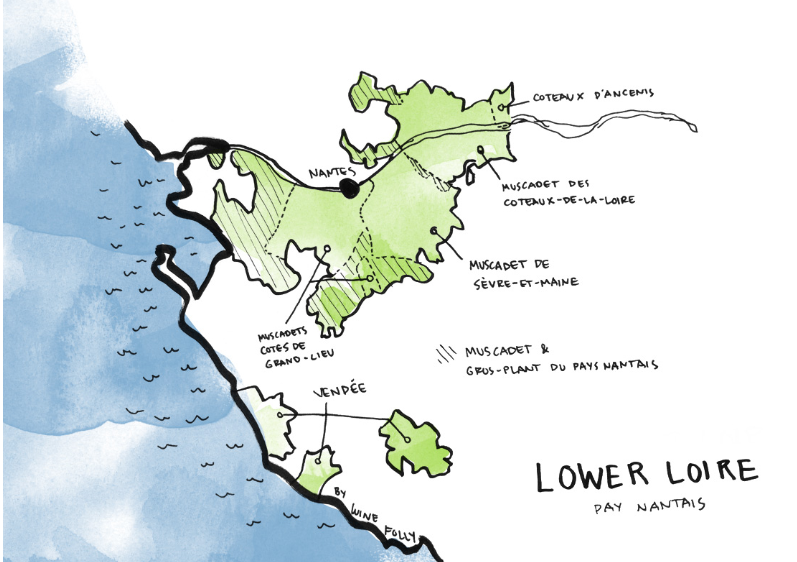 COTEAUX D'ANCENIS
NANTES
MUSCADET DES
COTEAUX-DE-LA-LOIRE
MUSCADET DE
SÈVRE-ET-MAINE
MUSCADETS
COTES DE
GRAND-LIEU
MUSCADET &
GROS-PLANT DU PAYS NANTAIS
VENDÉE
LOWER LOIRE
PAY NANTAIS
BY WINE FOLLY